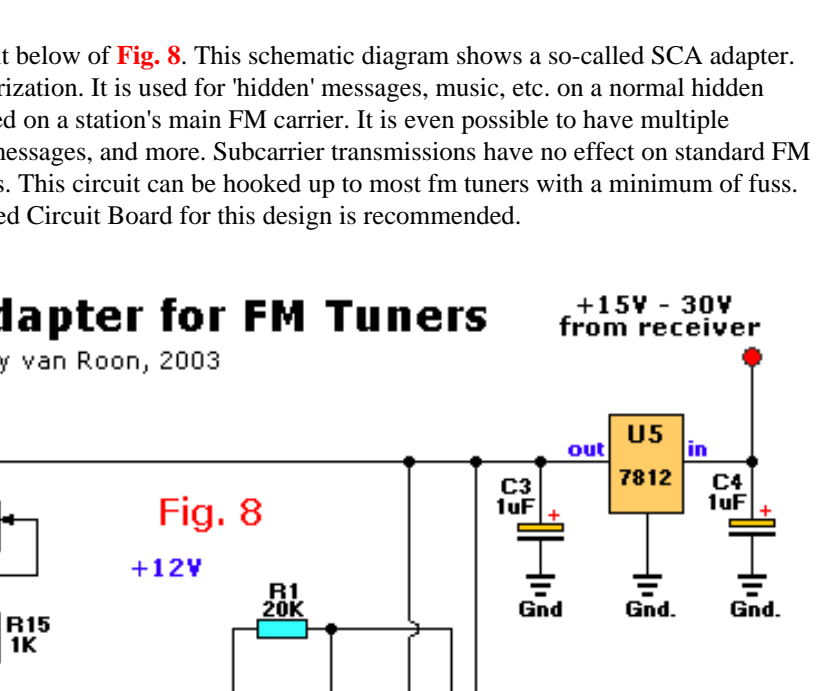 t below of Fig. 8. This schematic diagram shows a so-called SCA adapter.
rization. It is used for 'hidden' messages, music, etc. on a normal hidden
ed on a station's main FM carrier. It is even possible to have multiple
nessages, and more. Subcarrier transmissions have no effect on standard FM
s. This circuit can be hooked up to most fm tuners with a minimum of fuss.
ed Circuit Board for this design is recommended.
dapter for FM Tuners
y van Roon, 2003
+15V - 30V
from receiver
out
U5
7812
in
C3
1uF
+
C4
1uF
+
Fig. 8
+12V
Gnd
Gnd.
Gnd.
R1
20K
R15
1K